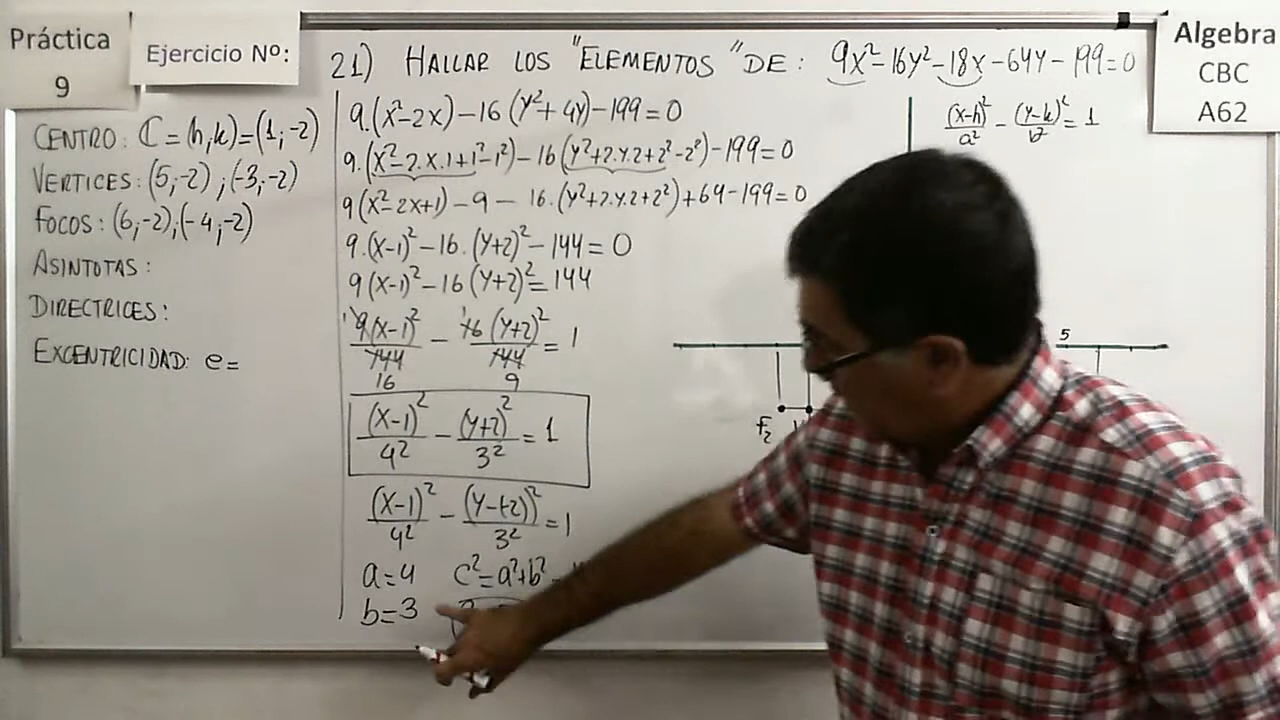 Práctica
9
Ejercicio Nº:
21) HALLAR LOS "ELEMENTOS" DE: 9x²-16y²-18x-64y-199=0
Algebra
CBC
A62
CENTRO: C=(h,k)=(1;-2)
VERTICES: (5,-2);(-3,-2)
FOCOS: (6,-2);(-4,-2)
ASINTOTAS:
DIRECTRICES:
EXCENTRICIDAD: e=
9.(x²-2x)-16(y²+4y)-199=0
9.(x²-2.x.1+1²-1²)-16(y²+2.y.2+2²-2²)-199=0
9(x²-2x+1)-9-16.(y²+2.y.2+2²)+64-199=0
9.(x-1)²-16.(y+2)²-144=0
9(x-1)²-16(y+2)²=144
9(x-1)²/144 - 16(y+2)²/144 = 1
1 1
16 9
(x-1)²/4² - (y+2)²/3² = 1
(x-1)²/4² - (y-(-2))²/3² = 1
a=4 c²=a²+b²
b=3
(x-h)²/a² - (y-k)²/b² = 1
5
F₂